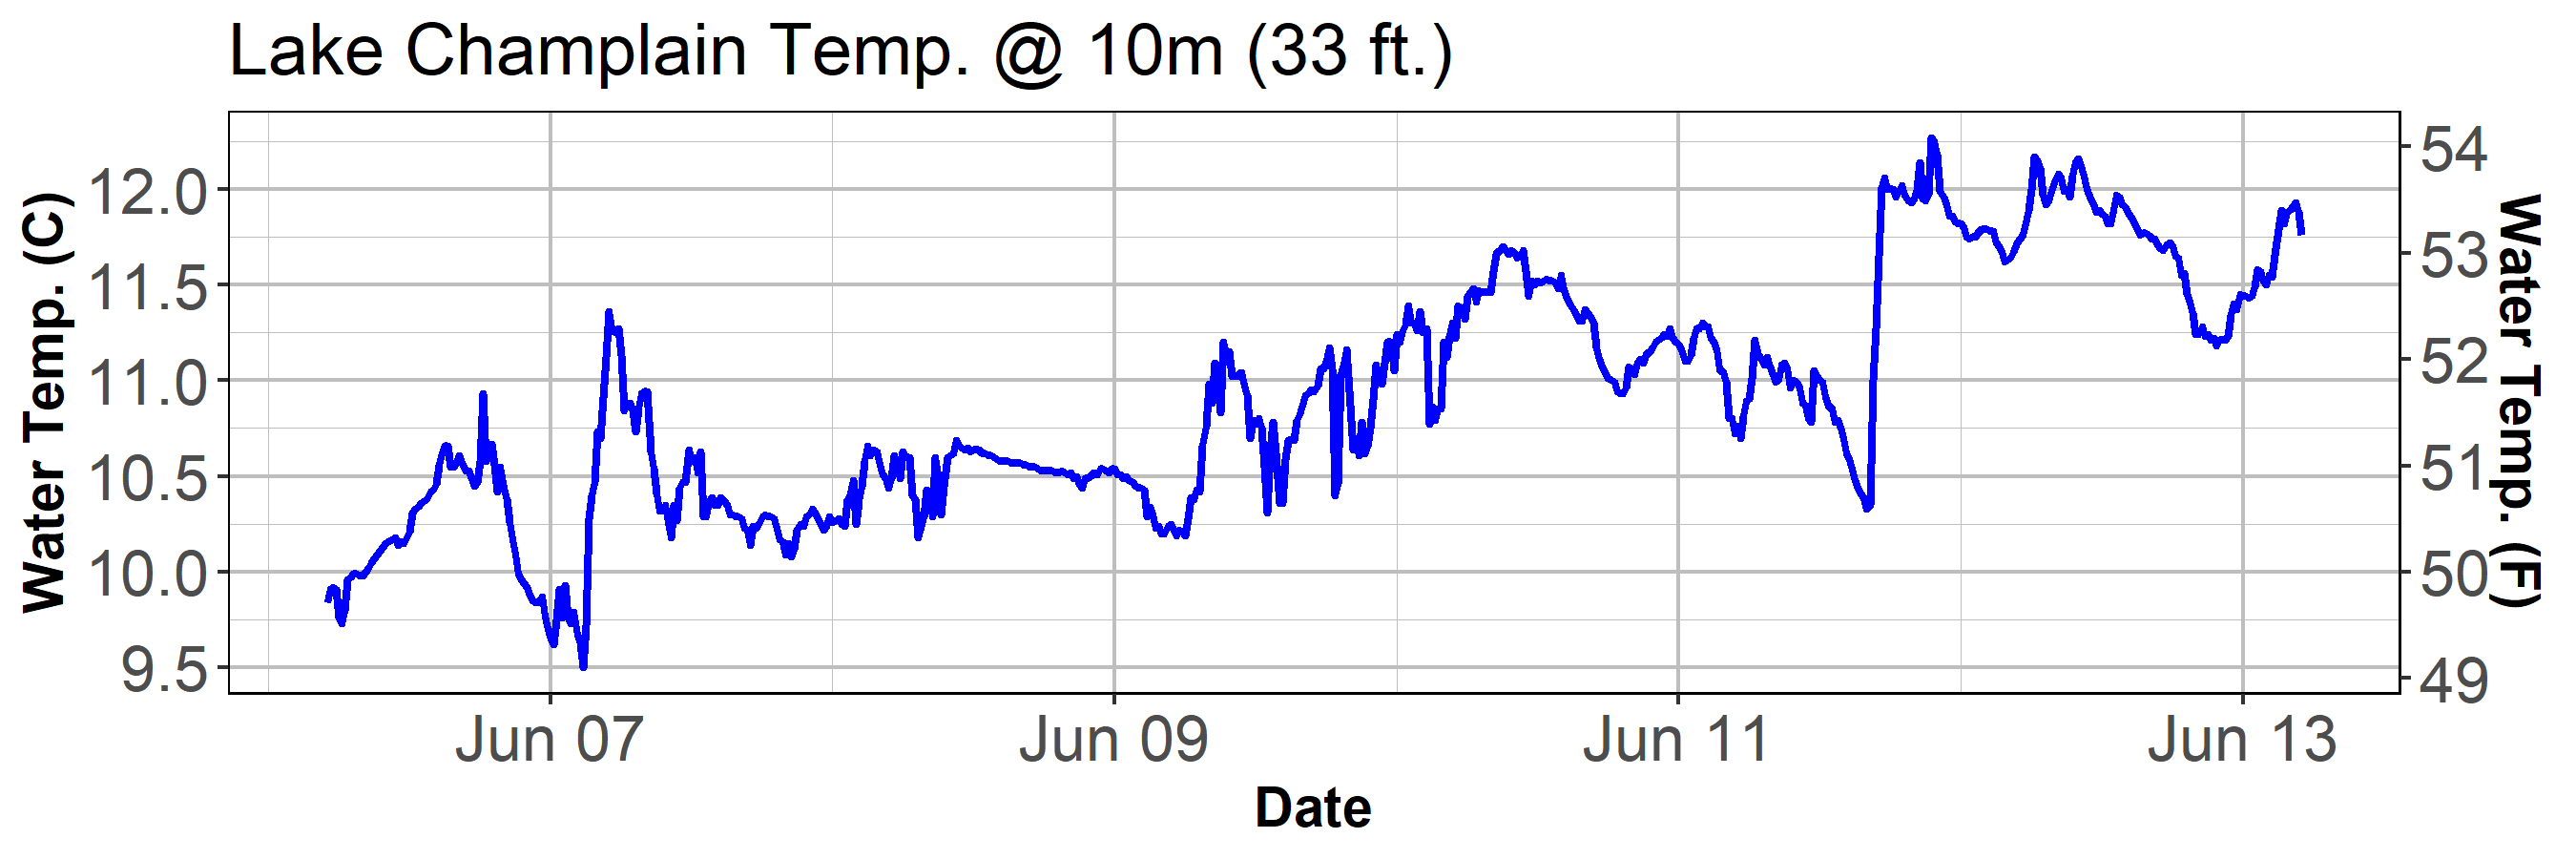 Lake Champlain Temp. @ 10m (33 ft.)
Water Temp. (C)
12.0
11.5
11.0
10.5
10.0
9.5
54
53
52
51
50
49
Water Temp. (F)
Jun 07 Jun 09 Jun 11 Jun 13
Date